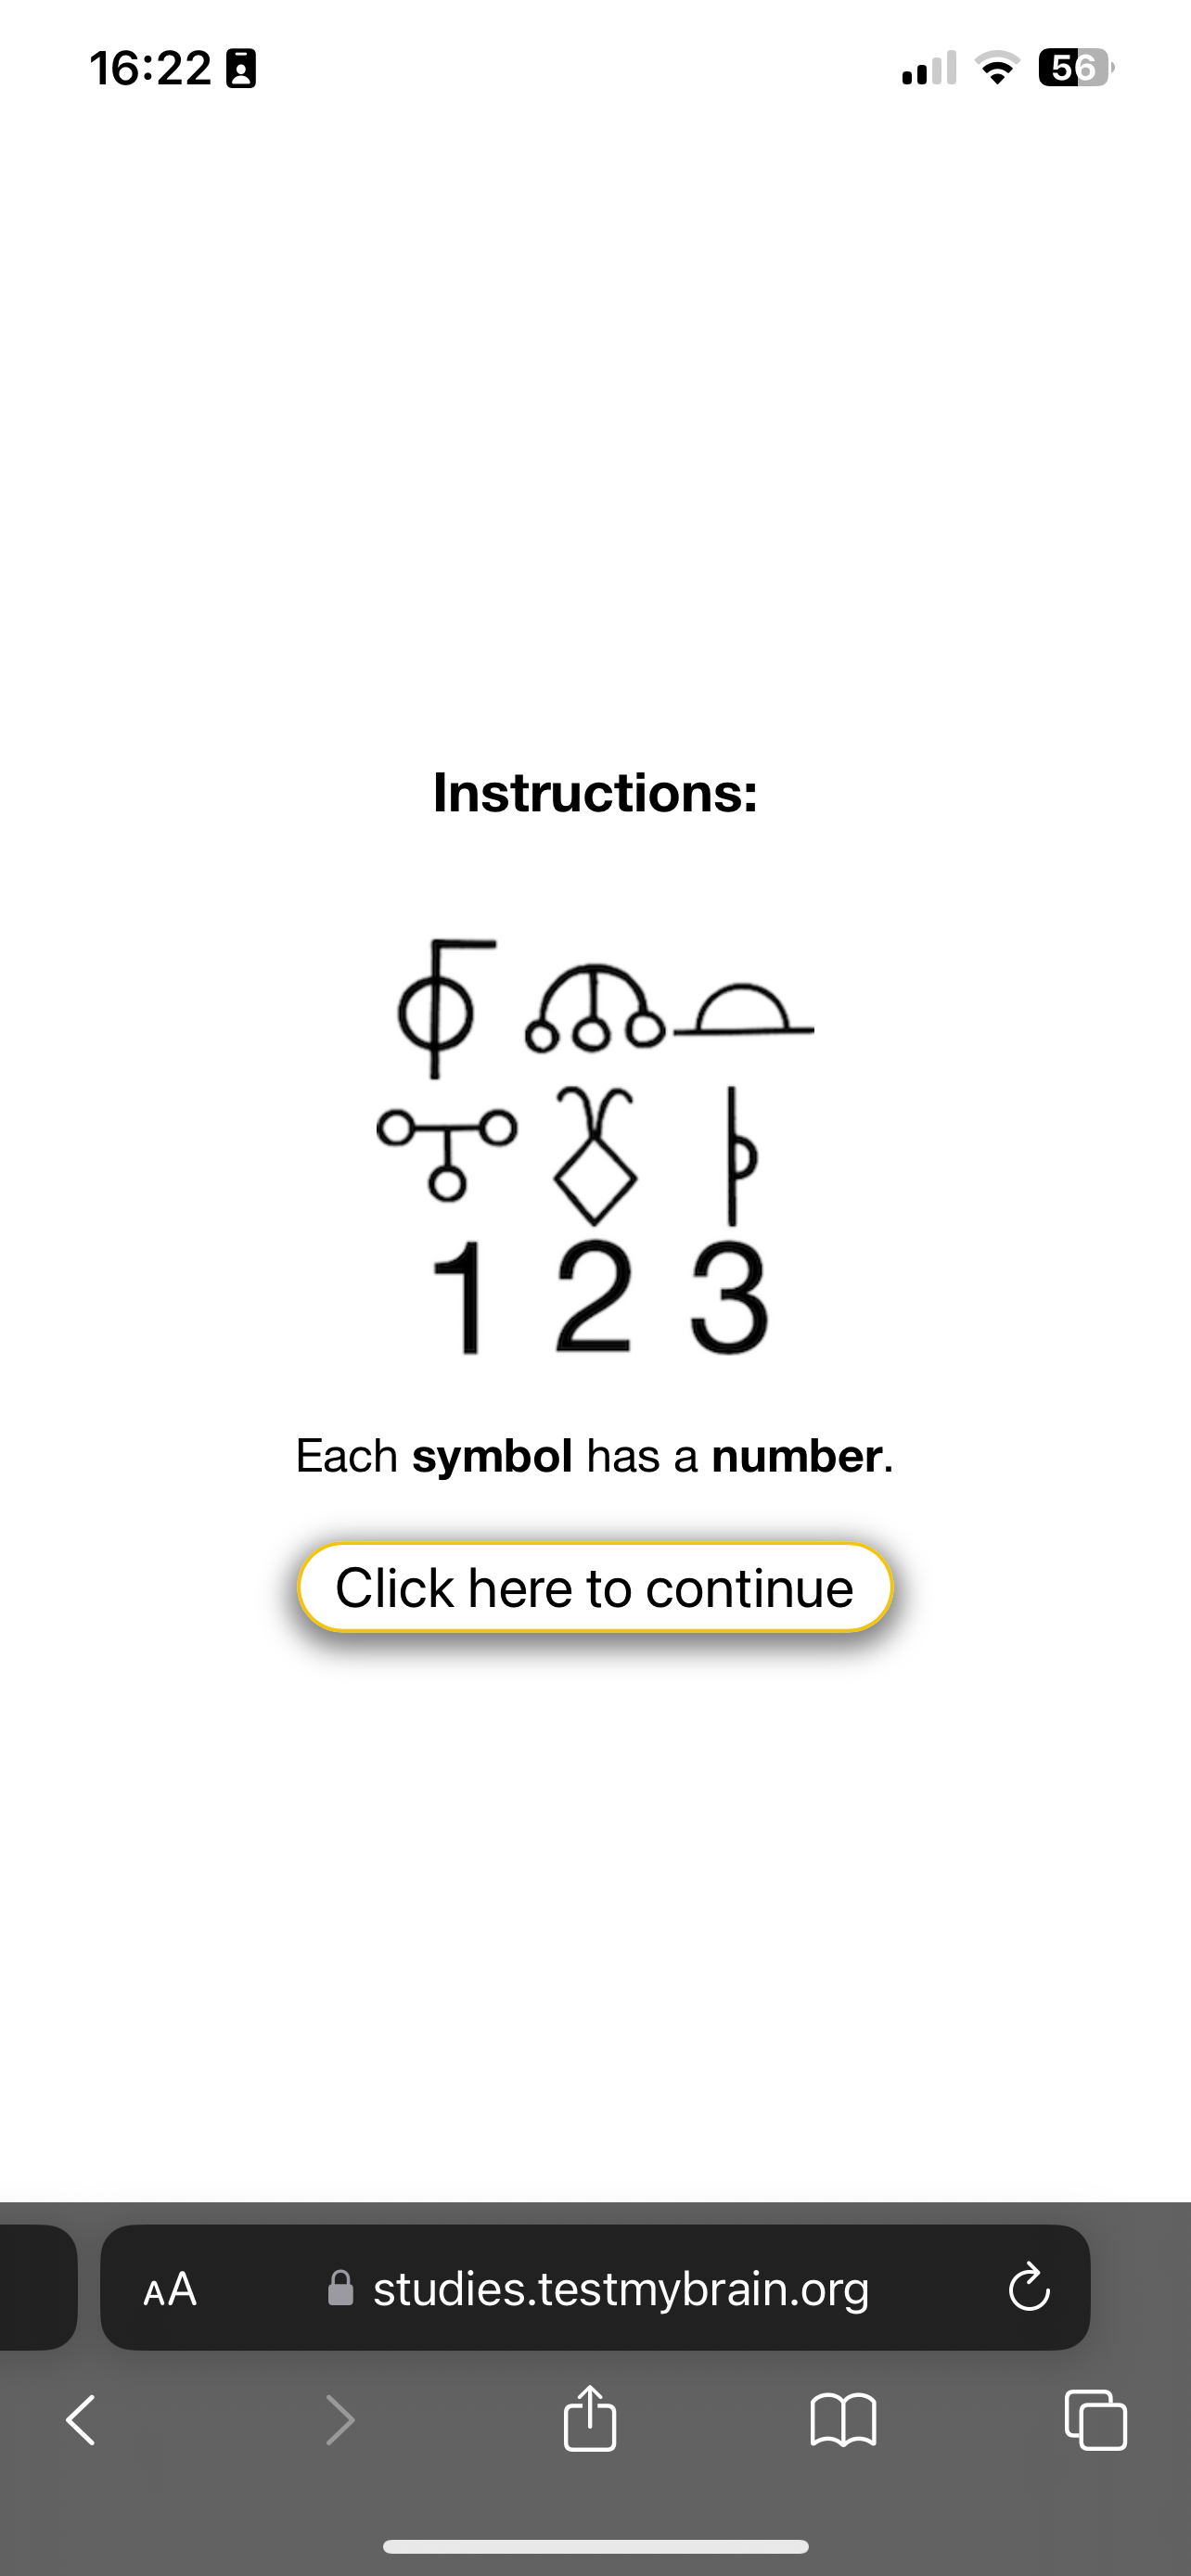 16:22
56
Instructions:
1 2 3
Each symbol has a number.
Click here to continue
AA studies.testmybrain.org